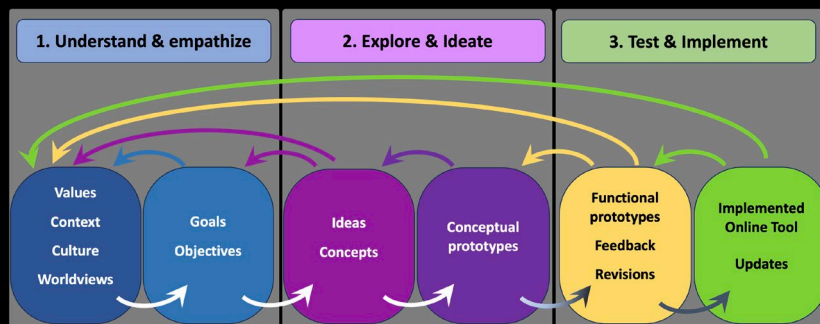 1. Understand & empathize
2. Explore & Ideate
3. Test & Implement
Values
Context
Culture
Worldviews
Goals
Objectives
Ideas
Concepts
Conceptual
prototypes
Functional
prototypes
Feedback
Revisions
Implemented
Online Tool
Updates